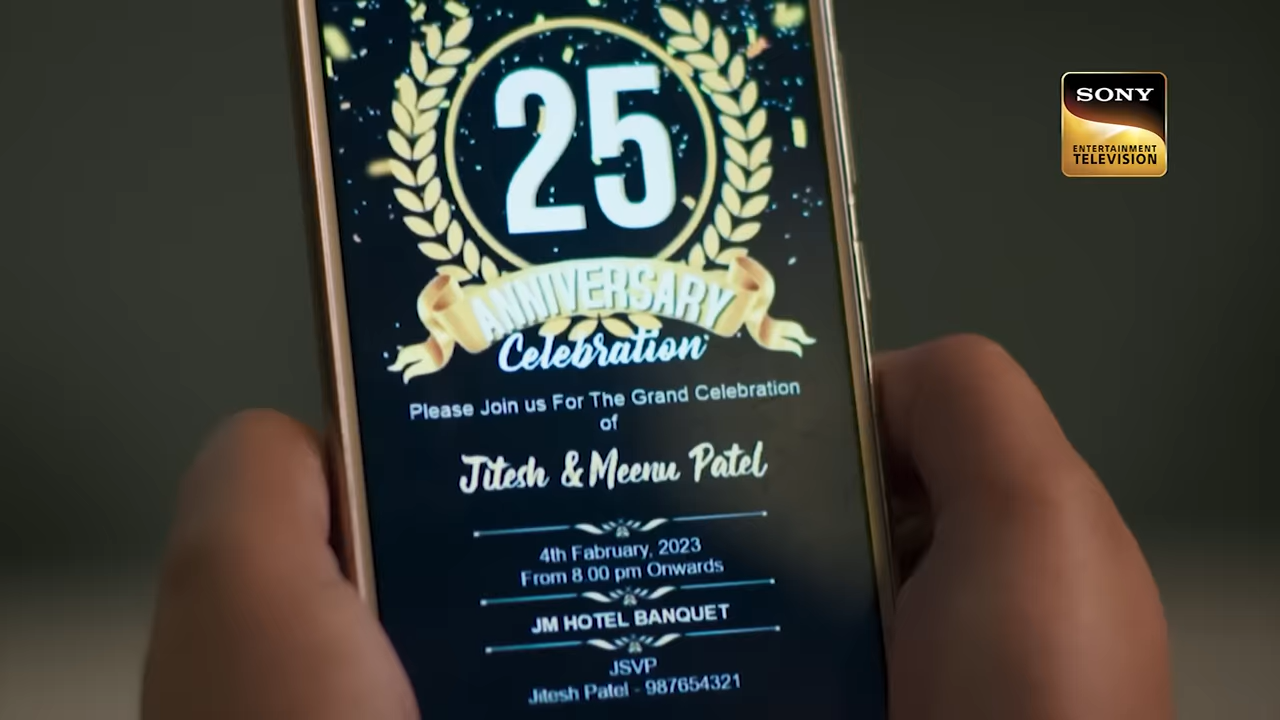 25
ANNIVERSARY
Celebration
Please Join us For The Grand Celebration
of
Jitesh & Meenu Patel
4th Fabruary, 2023
From 8.00 pm Onwards
JM HOTEL BANQUET
JSVP
Jitesh Patel - 987654321
SONY
ENTERTAINMENT
TELEVISION